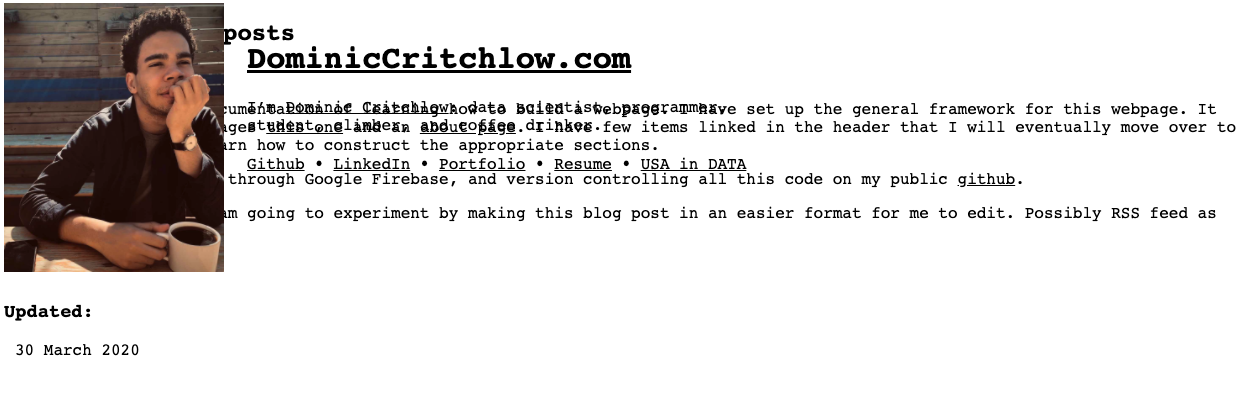 posts
DominicCritchlow.com
I'm Dominic Critchlow: data scientist, programmer,
cumentation of learning how to build a webpage. I have set up the general framework for this webpage. It
student, climber, and coffee drinker.
ages this one and an about page. I have few items linked in the header that I will eventually move over to
arn how to construct the appropriate sections.
Github • LinkedIn • Portfolio • Resume • USA in DATA
through Google Firebase, and version controlling all this code on my public github.
am going to experiment by making this blog post in an easier format for me to edit. Possibly RSS feed as
Updated:
30 March 2020